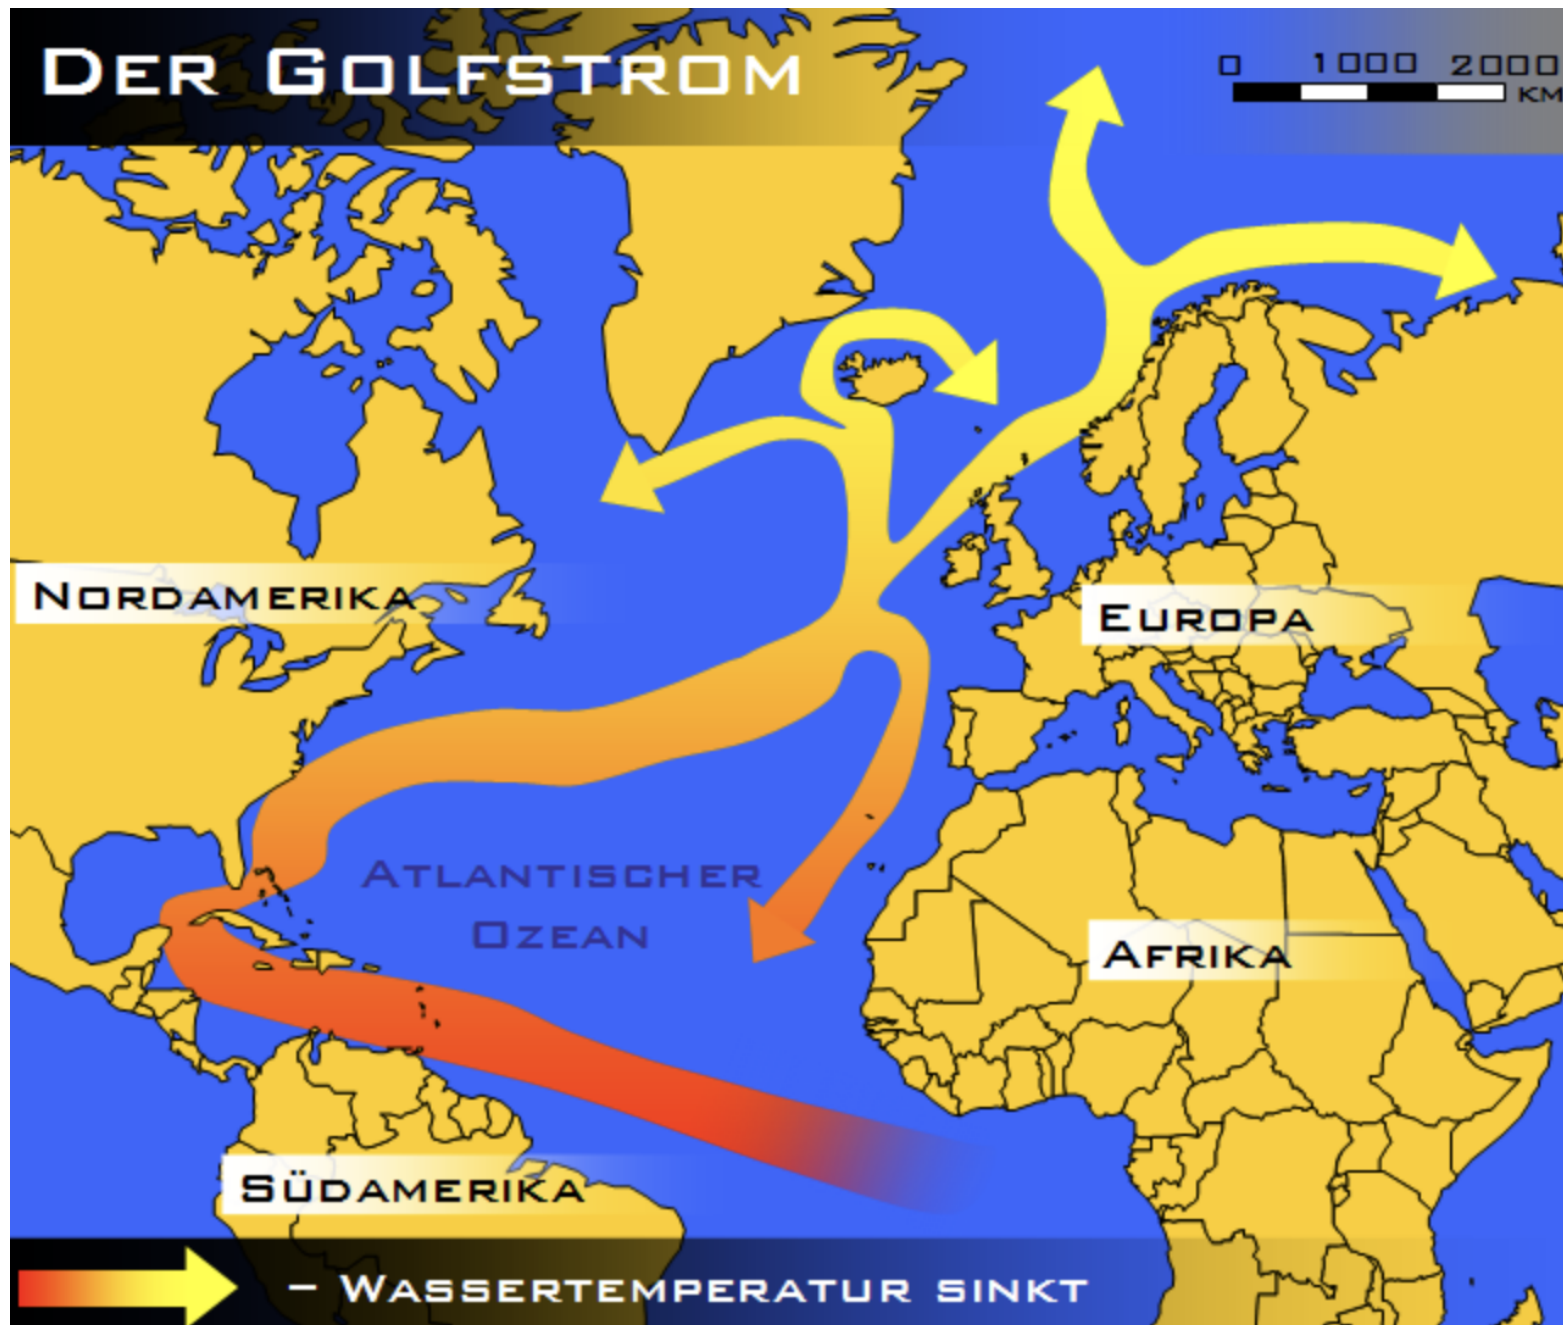 DER GOLFSTROM
0 1000 2000
KM
NORDAMERIKA
EUROPA
ATLANTISCHER
OZEAN
AFRIKA
SÜDAMERIKA
– WASSERTEMPERATUR SINKT